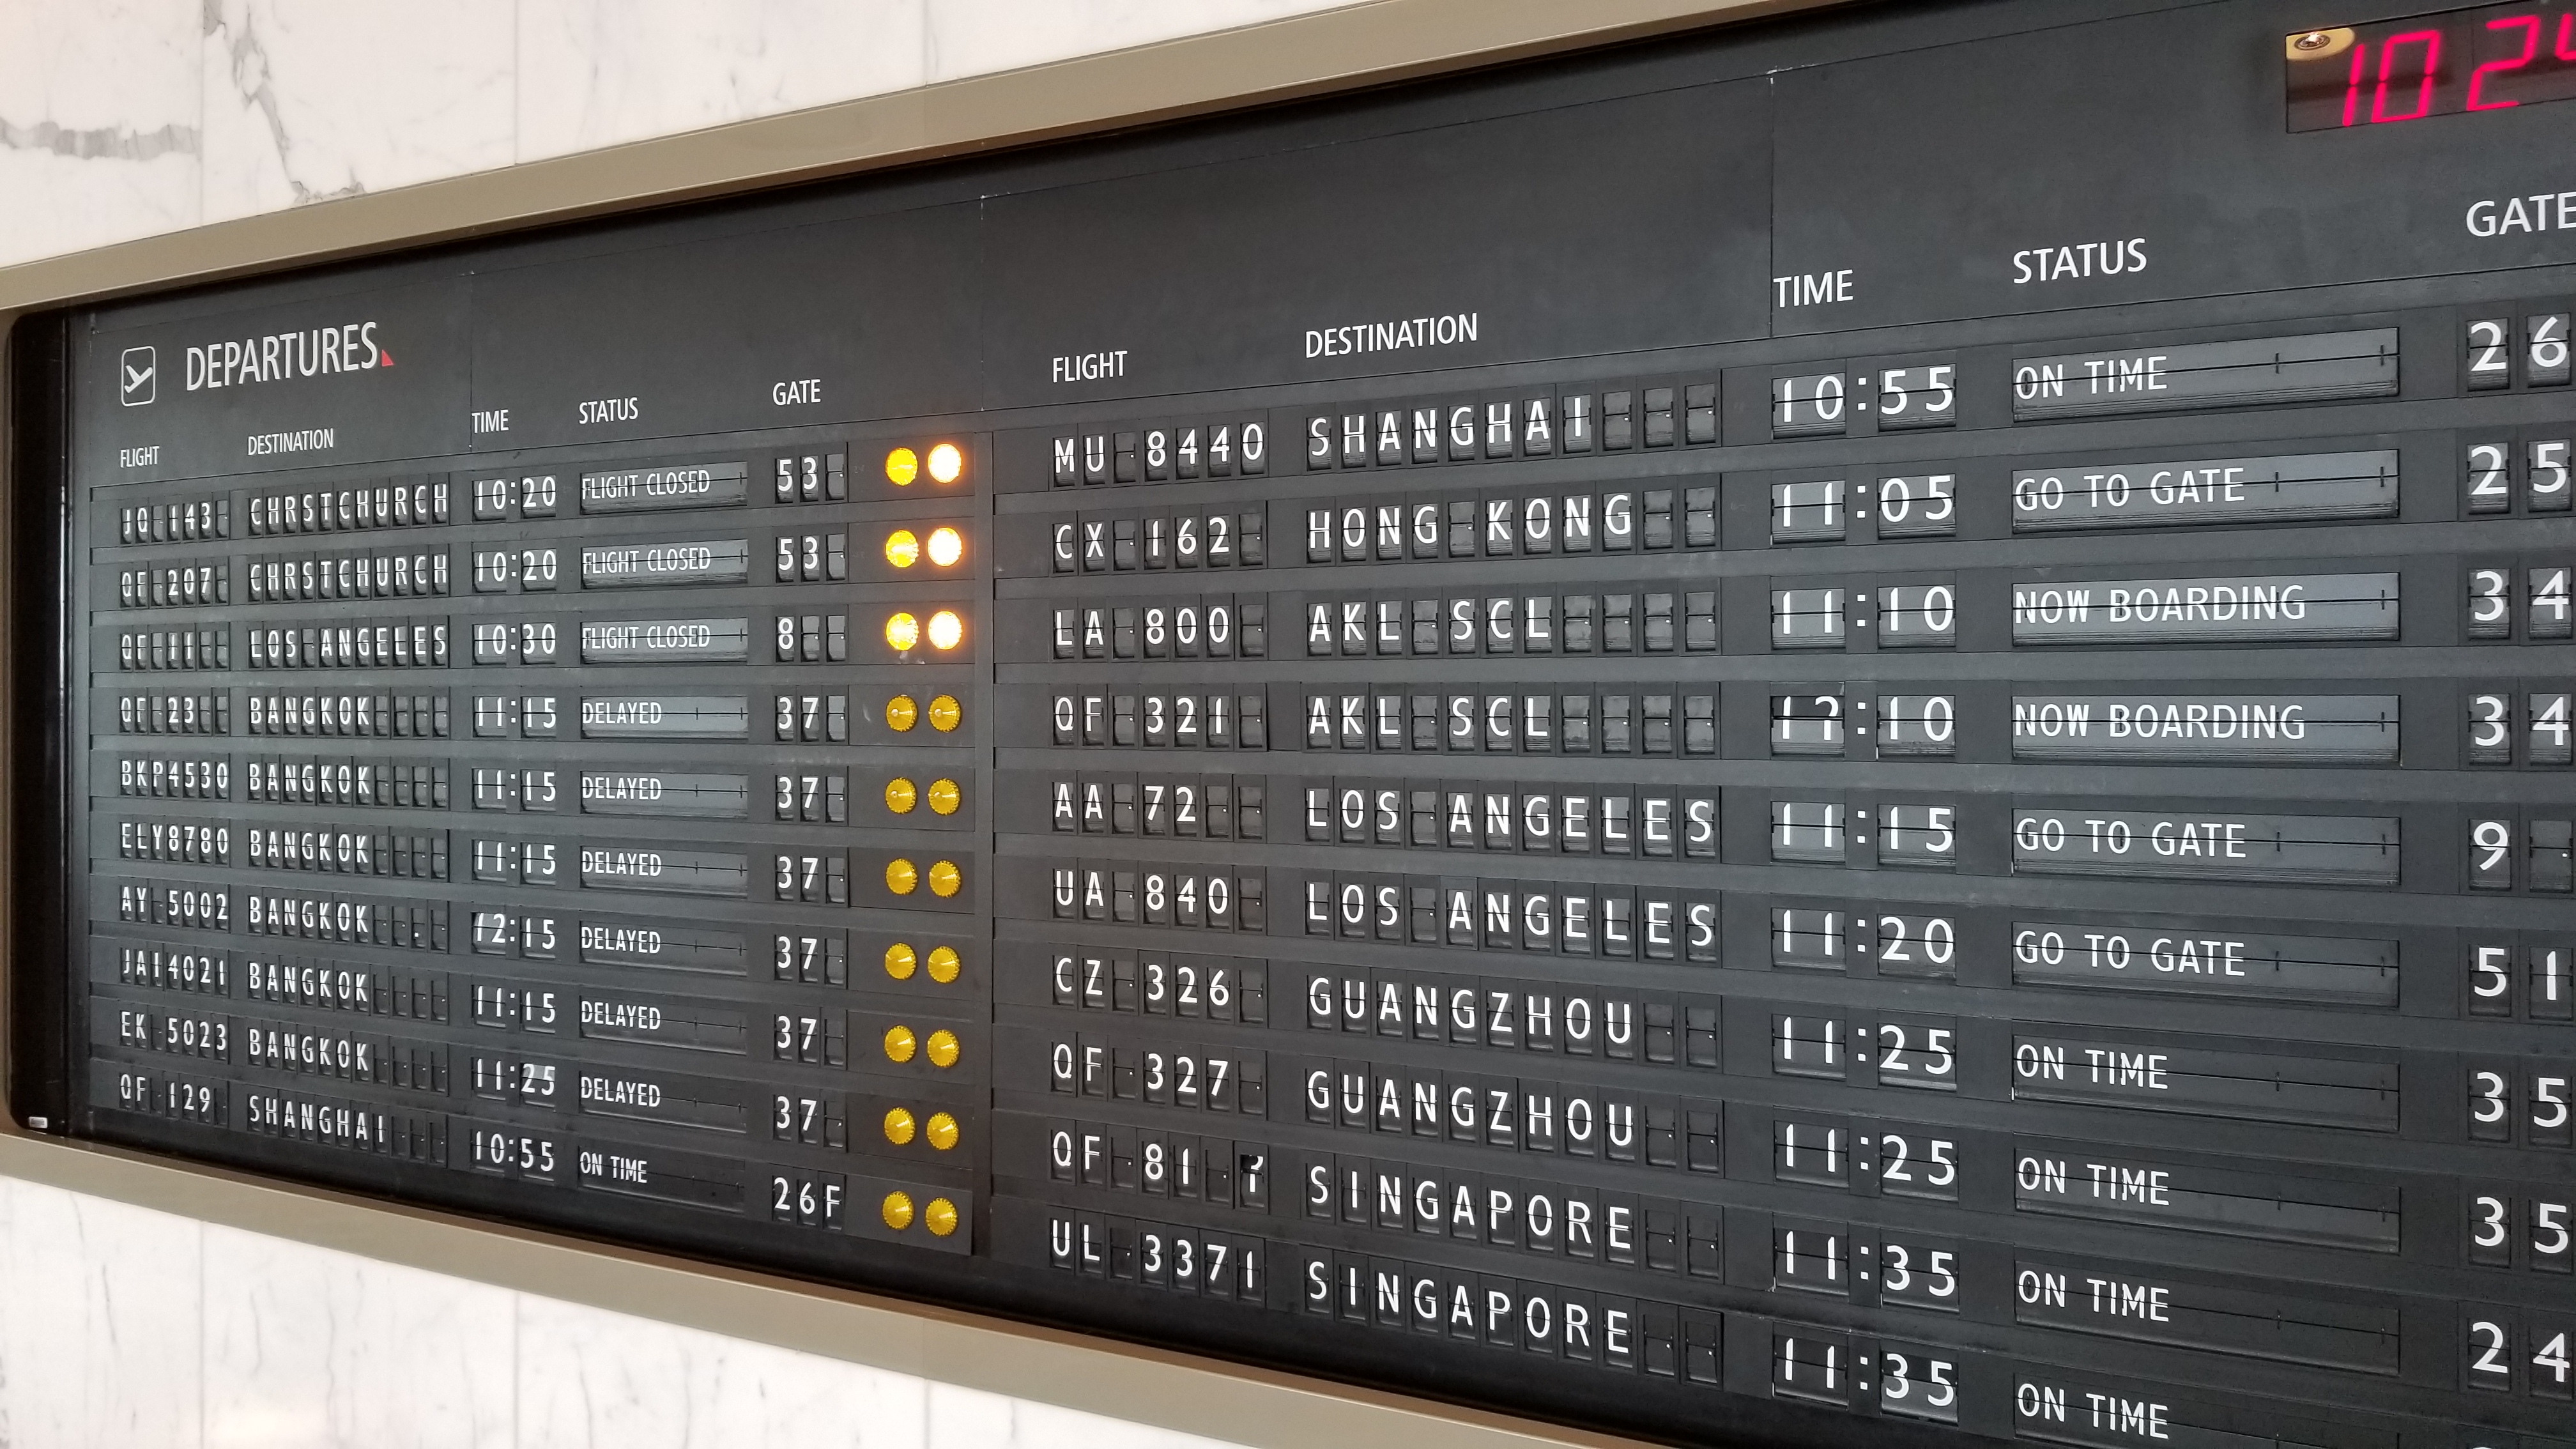 DEPARTURES
FLIGHT DESTINATION TIME STATUS GATE
JQ 143 CHRSTCHURCH 10:20 FLIGHT CLOSED 53
QF 207 CHRSTCHURCH 10:20 FLIGHT CLOSED 53
QF 11 LOS ANGELES 10:30 FLIGHT CLOSED 8
QF 23 BANGKOK 11:15 DELAYED 37
BKP4530 BANGKOK 11:15 DELAYED 37
ELY8780 BANGKOK 11:15 DELAYED 37
AY 5002 BANGKOK 12:15 DELAYED 37
JAI4021 BANGKOK 11:15 DELAYED 37
EK 5023 BANGKOK 11:25 DELAYED 37
QF 129 SHANGHAI 10:55 ON TIME 26F
10 2
FLIGHT DESTINATION TIME STATUS GATE
MU 8440 SHANGHAI 10:55 ON TIME 26
CX 162 HONG KONG 11:05 GO TO GATE 25
LA 800 AKL SCL 11:10 NOW BOARDING 34
QF 321 AKL SCL :10 NOW BOARDING 34
AA 72 LOS ANGELES 11:15 GO TO GATE 9
UA 840 LOS ANGELES 11:20 GO TO GATE 51
CZ 326 GUANGZHOU 11:25 ON TIME 35
QF 327 GUANGZHOU 11:25 ON TIME 35
QF 81 SINGAPORE 11:35 ON TIME 24
UL 3371 SINGAPORE 11:35 ON TIME